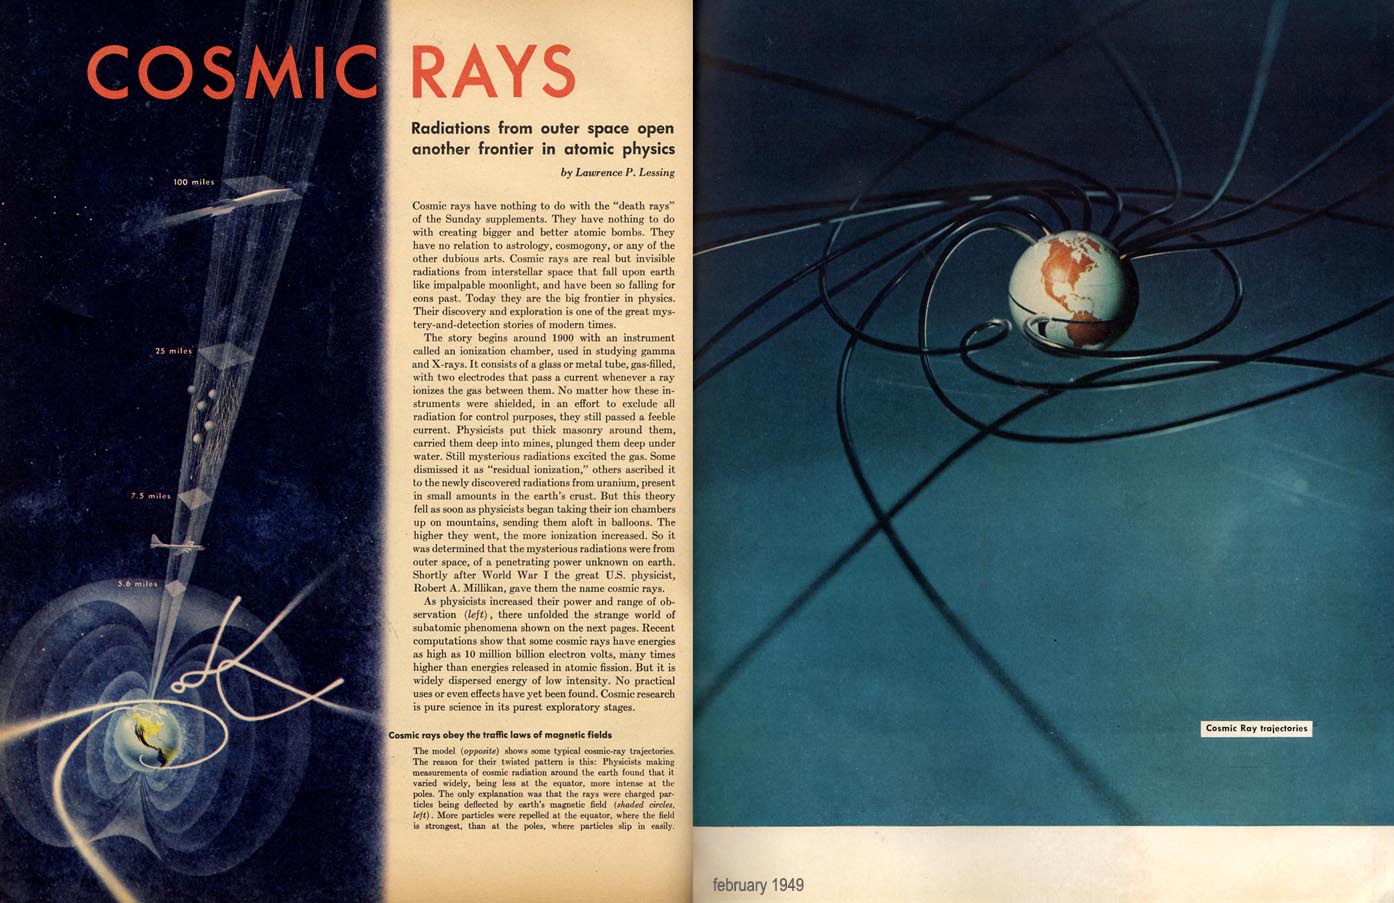 COSMIC RAYS
Radiations from outer space open
another frontier in atomic physics
by Lawrence P. Lessing
100 miles
25 miles
7.5 miles
5.6 miles
Cosmic rays have nothing to do with the “death rays”
of the Sunday supplements. They have nothing to do
with creating bigger and better atomic bombs. They
have no relation to astrology, cosmogony, or any of the
other dubious arts. Cosmic rays are real but invisible
radiations from interstellar space that fall upon earth
like impalpable moonlight, and have been so falling for
eons past. Today they are the big frontier in physics.
Their discovery and exploration is one of the great mys-
tery-and-detection stories of modern times.
The story begins around 1900 with an instrument
called an ionization chamber, used in studying gamma
and X-rays. It consists of a glass or metal tube, gas-filled,
with two electrodes that pass a current whenever a ray
ionizes the gas between them. No matter how these in-
struments were shielded, in an effort to exclude all
radiation for control purposes, they still passed a feeble
current. Physicists put thick masonry around them,
carried them deep into mines, plunged them deep under
water. Still mysterious radiations excited the gas. Some
dismissed it as “residual ionization,” others ascribed it
to the newly discovered radiations from uranium, present
in small amounts in the earth’s crust. But this theory
fell as soon as physicists began taking their ion chambers
up on mountains, sending them aloft in balloons. The
higher they went, the more ionization increased. So it
was determined that the mysterious radiations were from
outer space, of a penetrating power unknown on earth.
Shortly after World War I the great U.S. physicist,
Robert A. Millikan, gave them the name cosmic rays.
As physicists increased their power and range of ob-
servation (left), there unfolded the strange world of
subatomic phenomena shown on the next pages. Recent
computations show that some cosmic rays have energies
as high as 10 million billion electron volts, many times
higher than energies released in atomic fission. But it is
widely dispersed energy of low intensity. No practical
uses or even effects have yet been found. Cosmic research
is pure science in its purest exploratory stages.
Cosmic rays obey the traffic laws of magnetic fields
The model (opposite) shows some typical cosmic-ray trajectories.
The reason for their twisted pattern is this: Physicists making
measurements of cosmic radiation around the earth found that it
varied widely, being less at the equator, more intense at the
poles. The only explanation was that the rays were charged par-
ticles being deflected by earth’s magnetic field (shaded circles,
left). More particles were repelled at the equator, where the field
is strongest, than at the poles, where particles slip in easily.
Cosmic Ray trajectories
february 1949